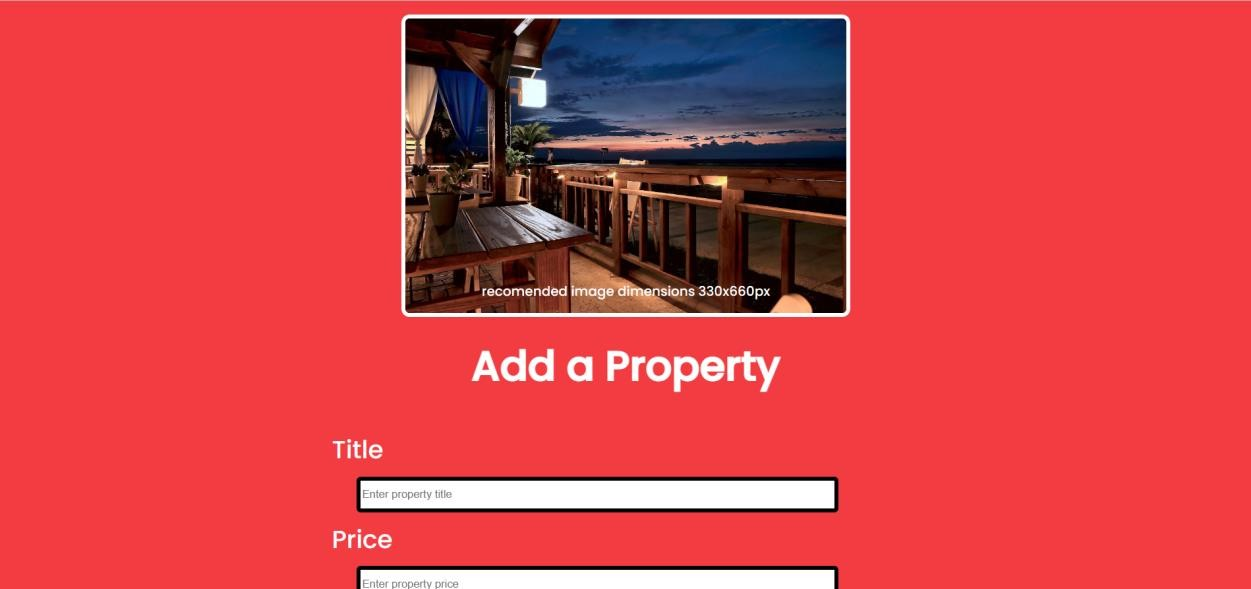 recomended image dimensions 330x660px
Add a Property
Title
Enter property title
Price
Enter property price